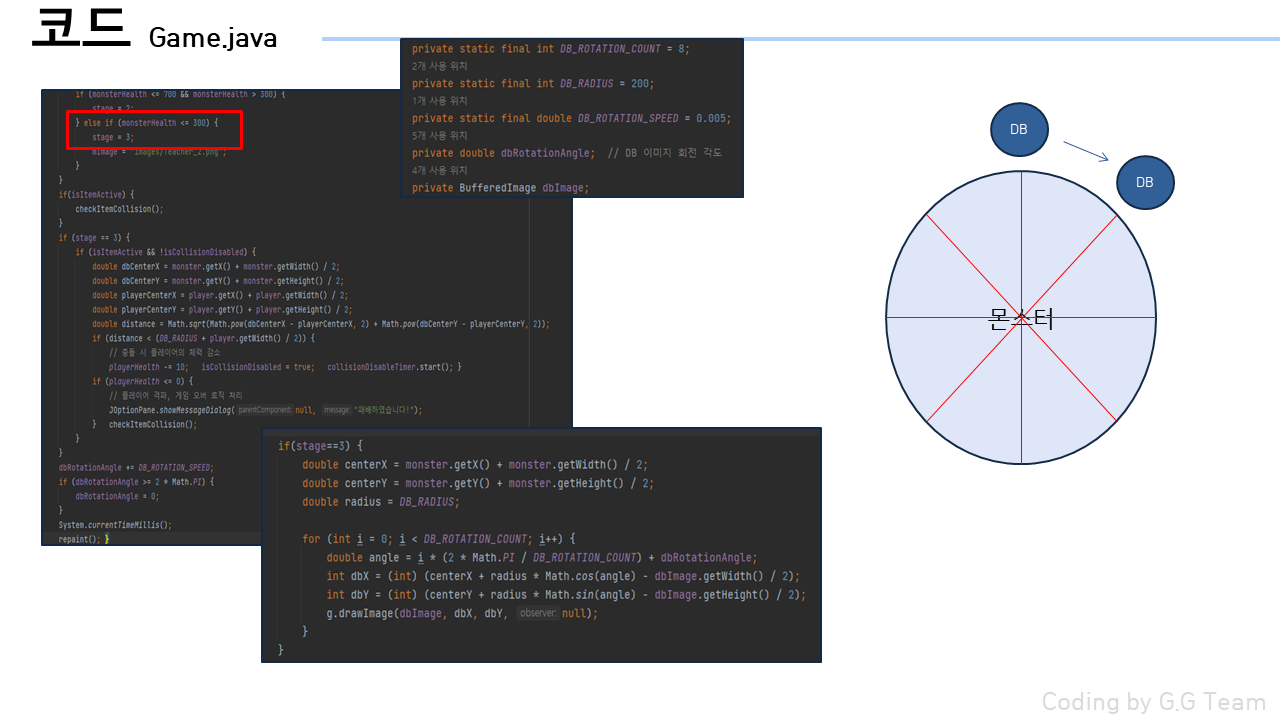 코드 Game.java
if (monsterHealth <= 700 && monsterHealth > 300) {
stage = 2;
} else if (monsterHealth <= 300) {
stage = 3;
mImage = "images/Teacher_2.png";
}
}
if(isItemActive) {
checkItemCollision();
}
if (stage == 3) {
if (isItemActive && !isCollisionDisabled) {
double dbCenterX = monster.getX() + monster.getWidth() / 2;
double dbCenterY = monster.getY() + monster.getHeight() / 2;
double playerCenterX = player.getX() + player.getWidth() / 2;
double playerCenterY = player.getY() + player.getHeight() / 2;
double distance = Math.sqrt(Math.pow(dbCenterX - playerCenterX, 2) + Math.pow(dbCenterY - playerCenterY, 2));
if (distance < (DB_RADIUS + player.getWidth() / 2)) {
// 충돌 시 플레이어의 체력 감소
playerHealth -= 10; isCollisionDisabled = true; collisionDisableTimer.start(); }
if (playerHealth <= 0) {
// 플레이어 격파, 게임 오버 로직 처리
JOptionPane.showMessageDialog( parentComponent: null, message: "패배하였습니다!");
} checkItemCollision();
}
}
dbRotationAngle += DB_ROTATION_SPEED;
if (dbRotationAngle >= 2 * Math.PI) {
dbRotationAngle = 0;
}
System.currentTimeMillis();
repaint(); }
private static final int DB_ROTATION_COUNT = 8;
2개 사용 위치
private static final int DB_RADIUS = 200;
1개 사용 위치
private static final double DB_ROTATION_SPEED = 0.005;
5개 사용 위치
private double dbRotationAngle; // DB 이미지 회전 각도
4개 사용 위치
private BufferedImage dbImage;
if(stage==3) {
double centerX = monster.getX() + monster.getWidth() / 2;
double centerY = monster.getY() + monster.getHeight() / 2;
double radius = DB_RADIUS;
for (int i = 0; i < DB_ROTATION_COUNT; i++) {
double angle = i * (2 * Math.PI / DB_ROTATION_COUNT) + dbRotationAngle;
int dbX = (int) (centerX + radius * Math.cos(angle) - dbImage.getWidth() / 2);
int dbY = (int) (centerY + radius * Math.sin(angle) - dbImage.getHeight() / 2);
g.drawImage(dbImage, dbX, dbY, observer: null);
}
}
DB
DB
몬스터
Coding by G.G Team